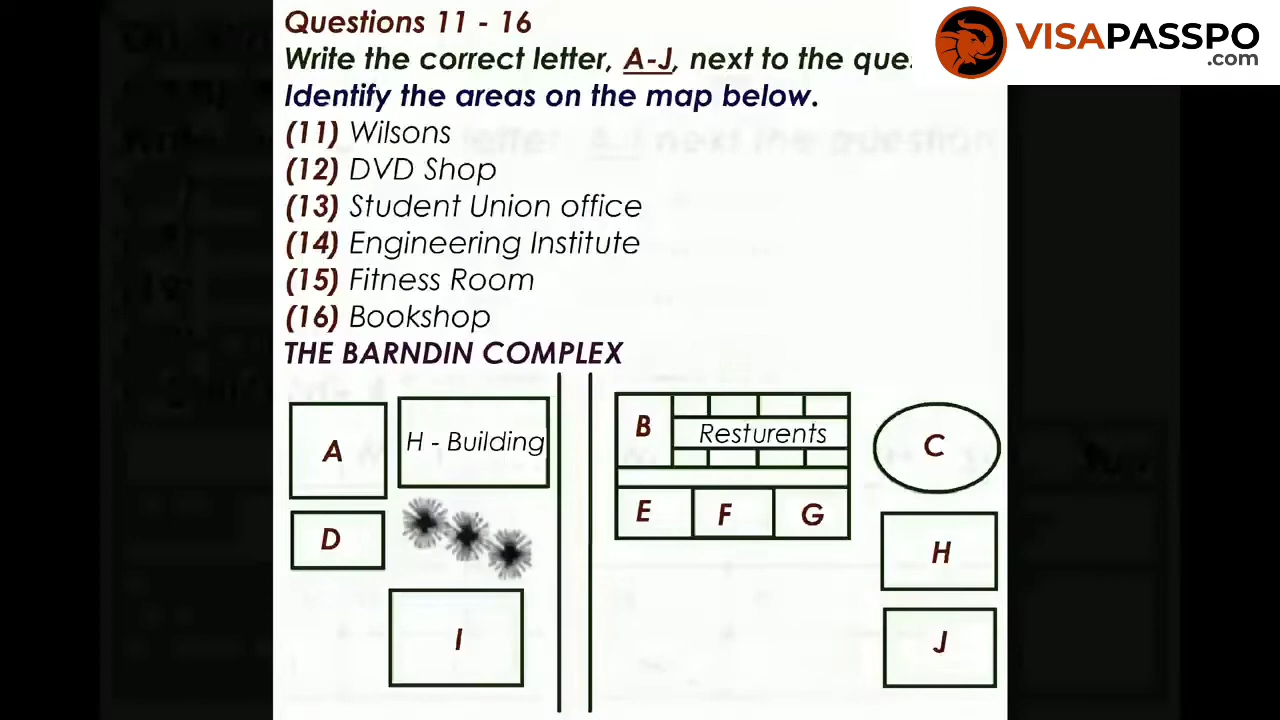 Questions 11 - 16
Write the correct letter, A-J, next to the
Identify the areas on the map below.
(11) Wilsons
(12) DVD Shop
(13) Student Union office
(14) Engineering Institute
(15) Fitness Room
(16) Bookshop
THE BARNDIN COMPLEX
A
H - Building
B
Resturents
C
D
E
F
G
H
I
J
VISAPASSPO
.com